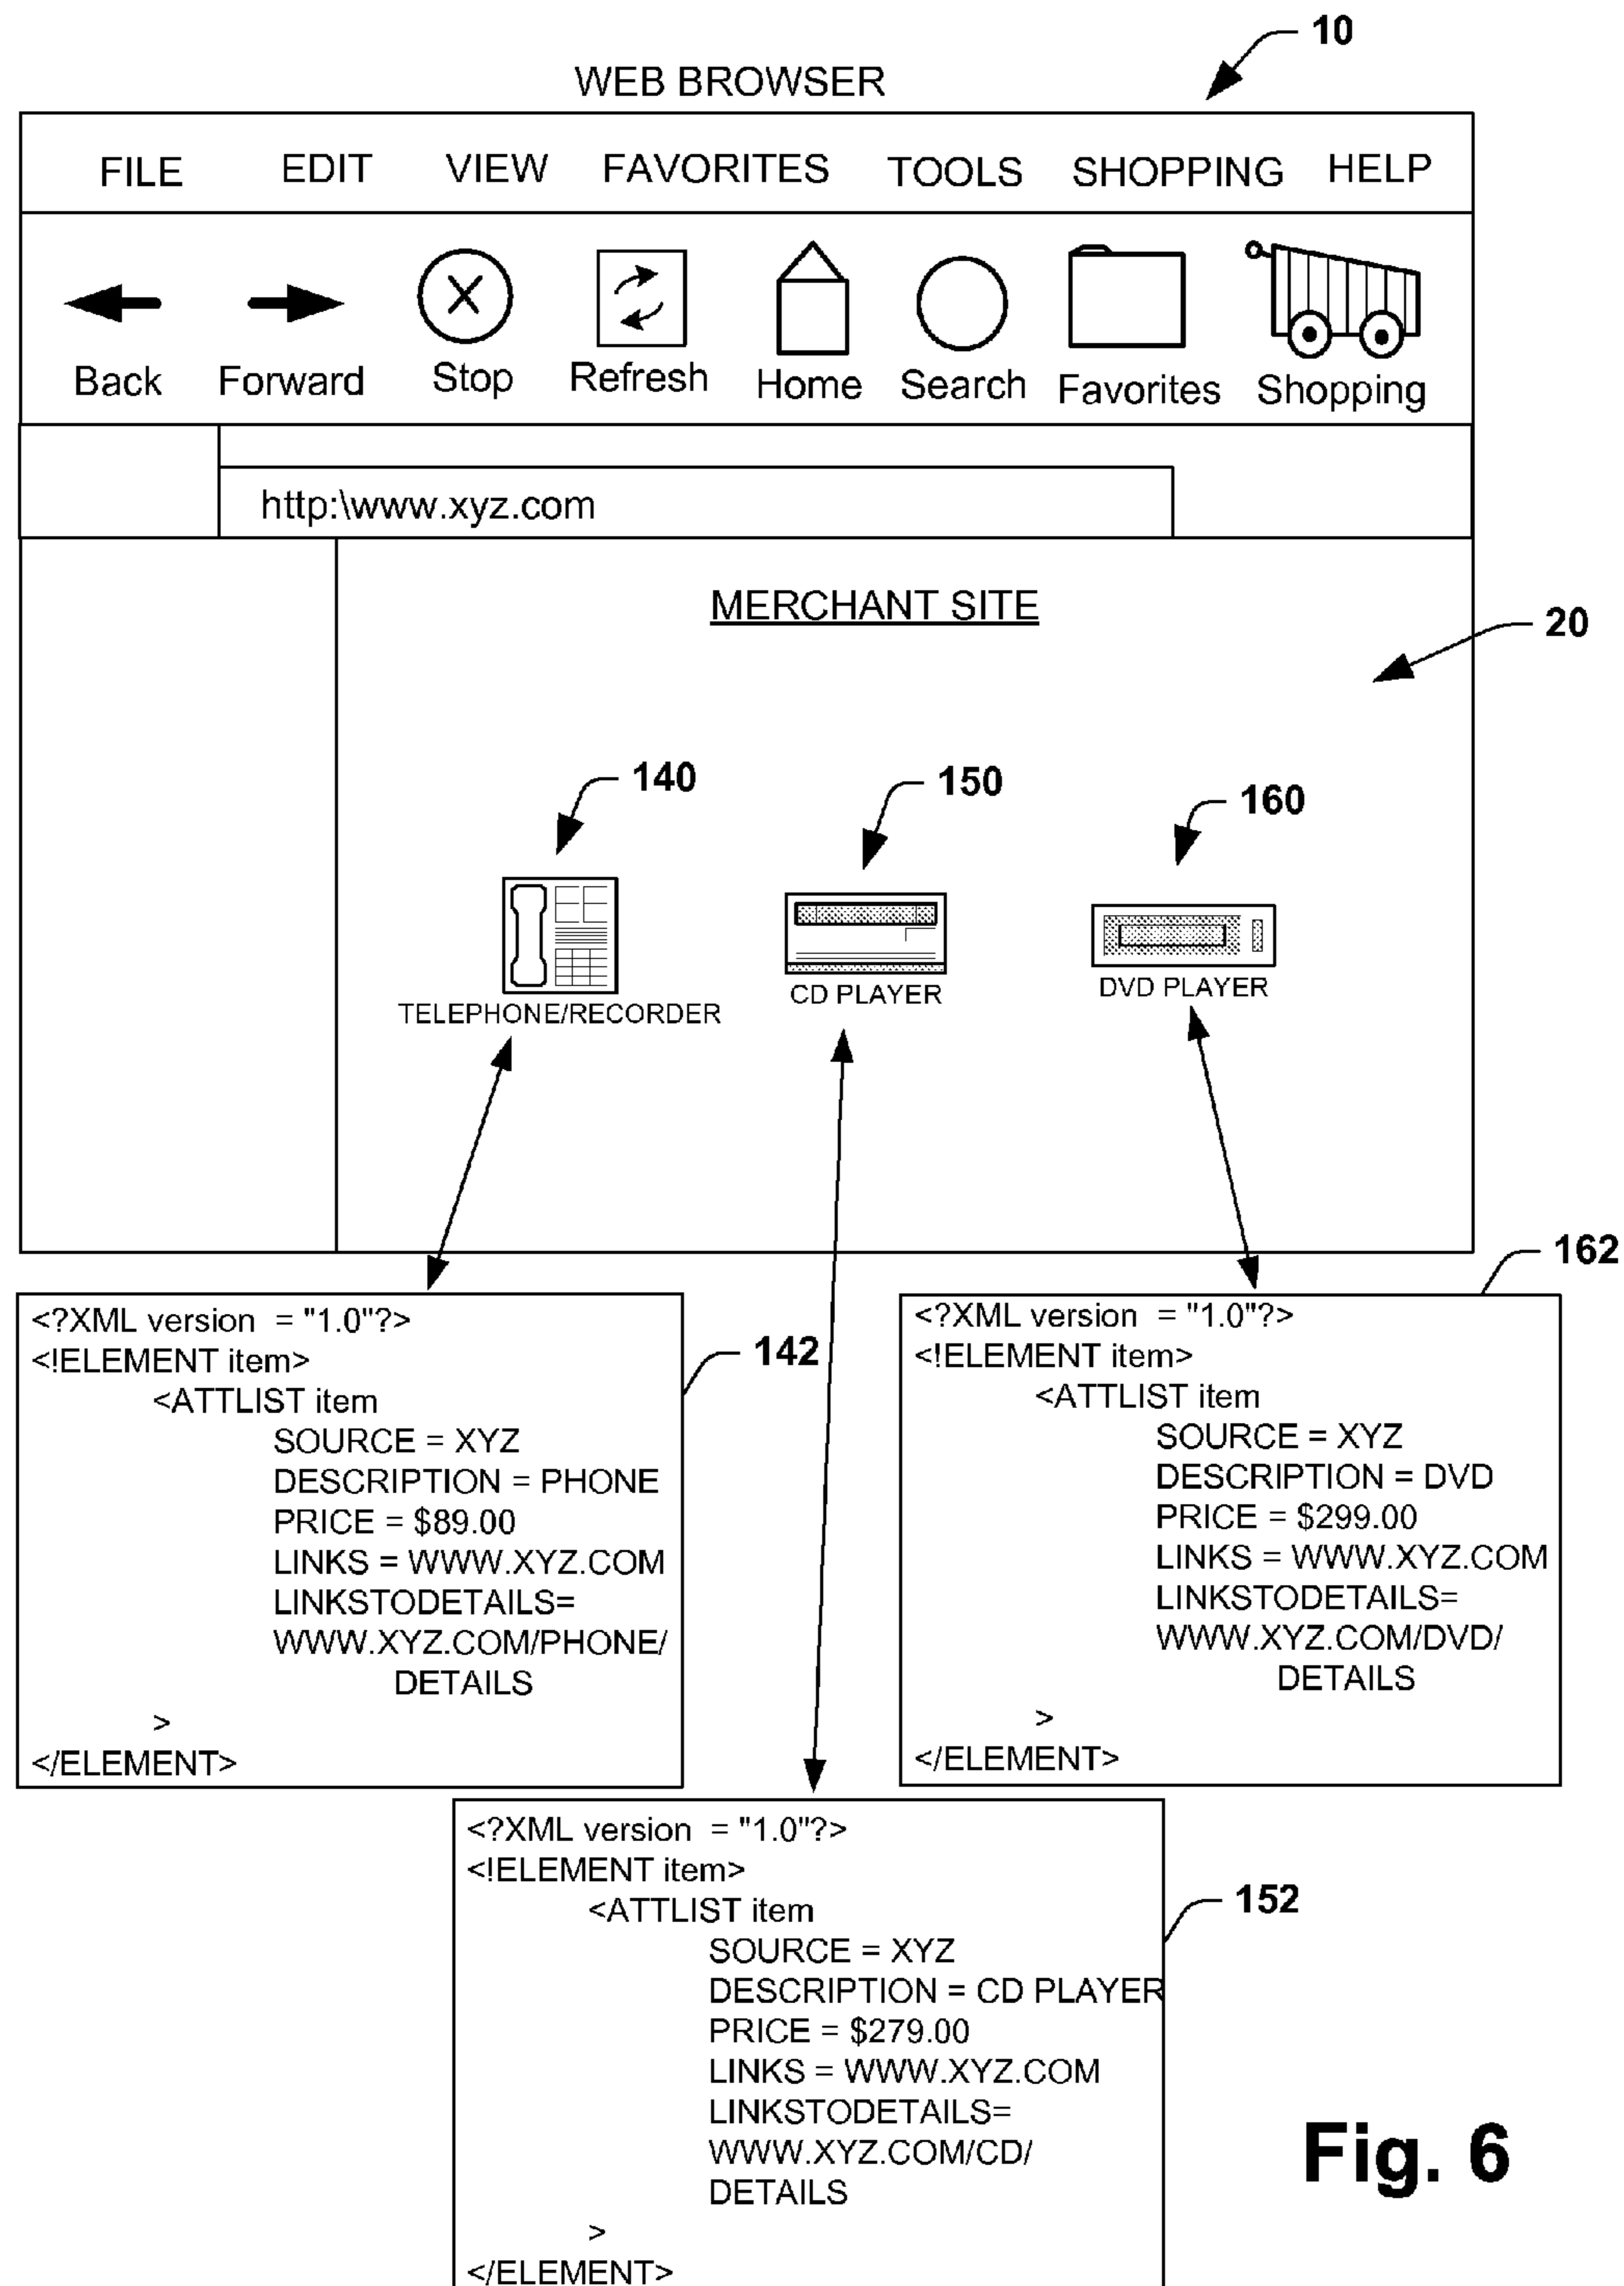 10
WEB BROWSER
FILE EDIT VIEW FAVORITES TOOLS SHOPPING HELP
Back Forward Stop Refresh Home Search Favorites Shopping
http:\www.xyz.com
MERCHANT SITE
20
140 150 160
TELEPHONE/RECORDER CD PLAYER DVD PLAYER
142
<?XML version = "1.0"?>
<!ELEMENT item>
<ATTLIST item
SOURCE = XYZ
DESCRIPTION = PHONE
PRICE = $89.00
LINKS = WWW.XYZ.COM
LINKSTODETAILS=
WWW.XYZ.COM/PHONE/
DETAILS
>
</ELEMENT>
162
<?XML version = "1.0"?>
<!ELEMENT item>
<ATTLIST item
SOURCE = XYZ
DESCRIPTION = DVD
PRICE = $299.00
LINKS = WWW.XYZ.COM
LINKSTODETAILS=
WWW.XYZ.COM/DVD/
DETAILS
>
</ELEMENT>
152
<?XML version = "1.0"?>
<!ELEMENT item>
<ATTLIST item
SOURCE = XYZ
DESCRIPTION = CD PLAYER
PRICE = $279.00
LINKS = WWW.XYZ.COM
LINKSTODETAILS=
WWW.XYZ.COM/CD/
DETAILS
>
</ELEMENT>
Fig. 6